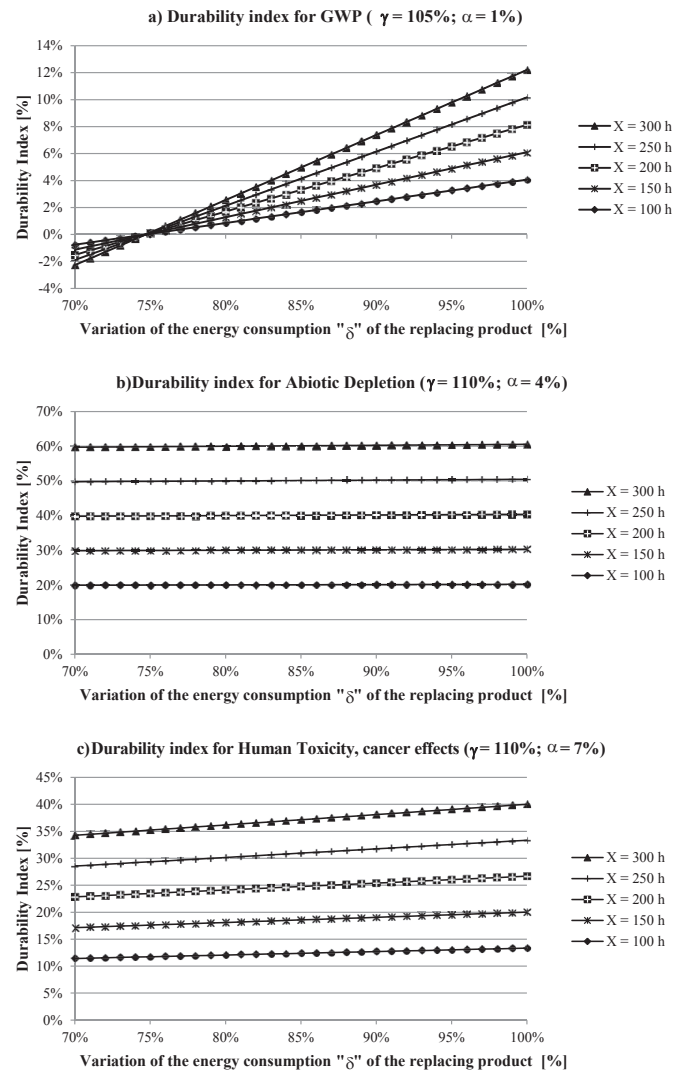 a) Durability index for GWP ( γ = 105%; α = 1%)
14%
12%
10%
8%
6%
4%
2%
0%
-2%
-4%
Durability Index [%]
70% 75% 80% 85% 90% 95% 100%
Variation of the energy consumption "δ" of the replacing product [%]
X = 300 h
X = 250 h
X = 200 h
X = 150 h
X = 100 h
b)Durability index for Abiotic Depletion (γ = 110%; α = 4%)
70%
60%
50%
40%
30%
20%
10%
0%
Durability Index [%]
70% 75% 80% 85% 90% 95% 100%
Variation of the energy consumption "δ" of the replacing product [%]
X = 300 h
X = 250 h
X = 200 h
X = 150 h
X = 100 h
c)Durability index for Human Toxicity, cancer effects (γ = 110%; α = 7%)
45%
40%
35%
30%
25%
20%
15%
10%
5%
0%
Durability Index [%]
70% 75% 80% 85% 90% 95% 100%
Variation of the energy consumption "δ" of the replacing product [%]
X = 300 h
X = 250 h
X = 200 h
X = 150 h
X = 100 h